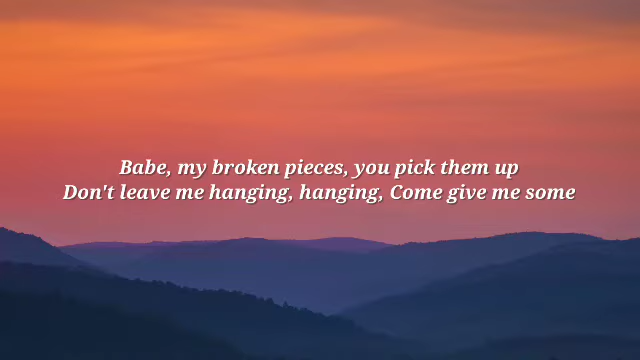 Babe, my broken pieces, you pick them up
Don't leave me hanging, hanging, Come give me some